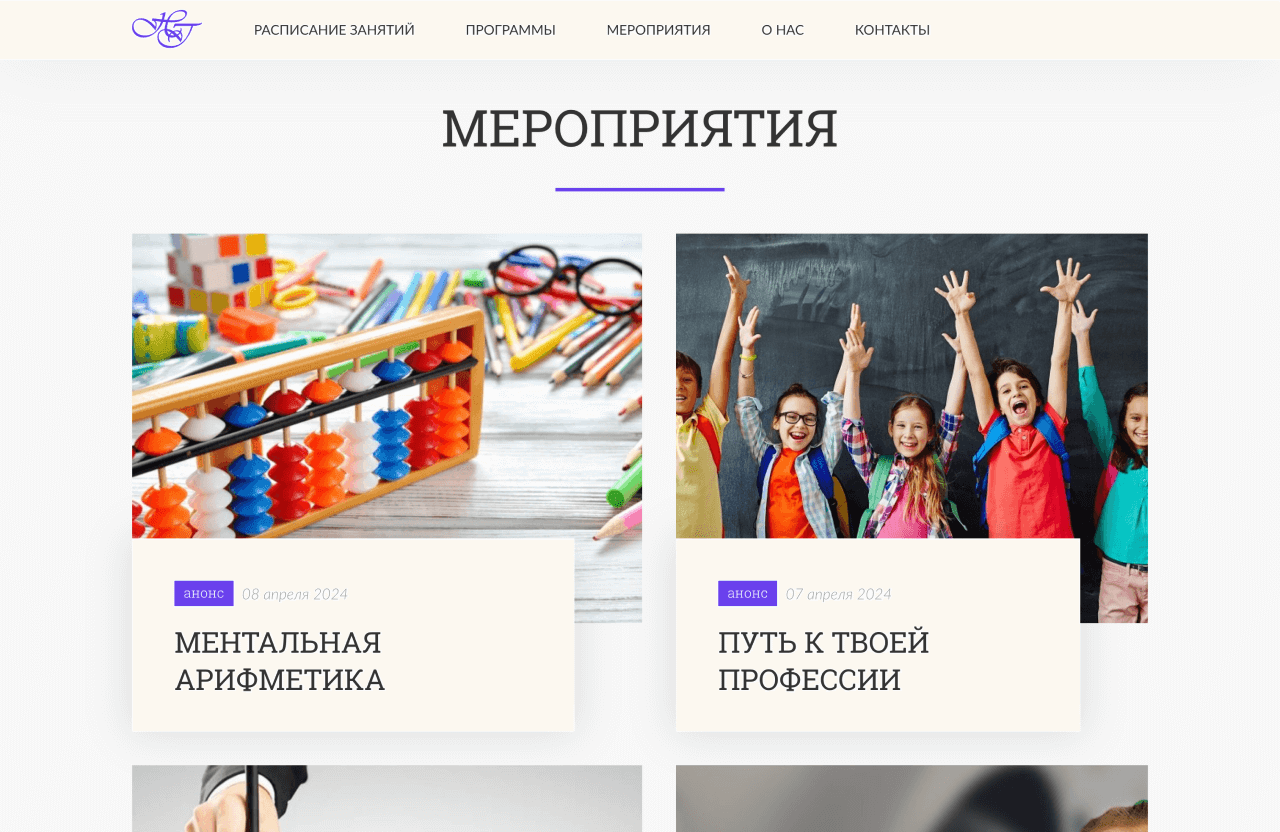 РАСПИСАНИЕ ЗАНЯТИЙ ПРОГРАММЫ МЕРОПРИЯТИЯ О НАС КОНТАКТЫ
МЕРОПРИЯТИЯ
анонс 08 апреля 2024
МЕНТАЛЬНАЯ
АРИФМЕТИКА
анонс 07 апреля 2024
ПУТЬ К ТВОЕЙ
ПРОФЕССИИ